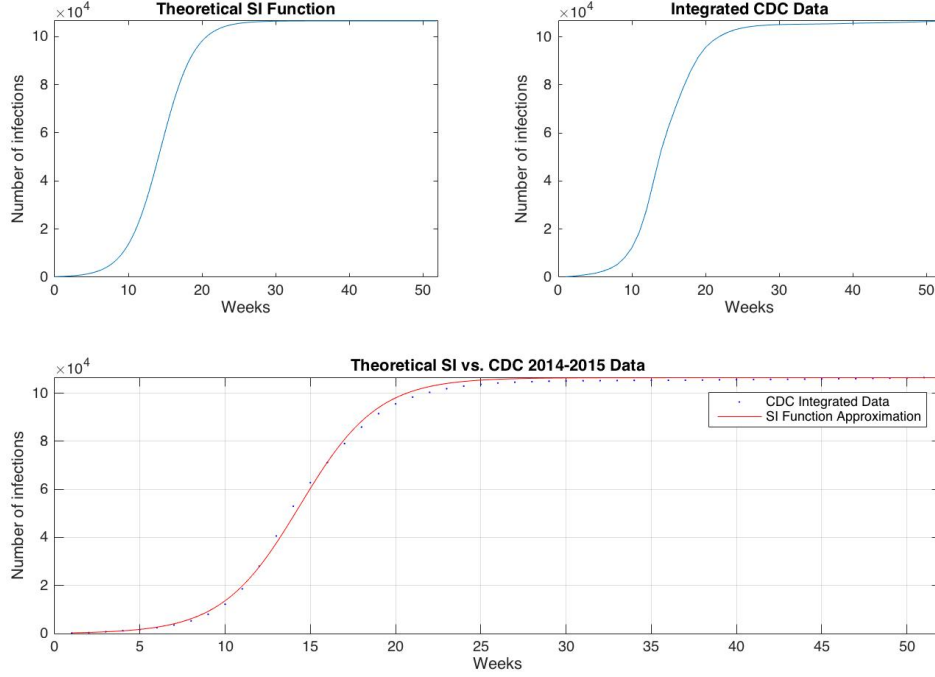 Theoretical SI Function
×10⁴
10
8
6
4
2
0
Number of infections
0 10 20 30 40 50
Weeks
Integrated CDC Data
×10⁴
10
8
6
4
2
0
Number of infections
0 10 20 30 40 50
Weeks
Theoretical SI vs. CDC 2014-2015 Data
×10⁴
10
8
6
4
2
0
Number of infections
CDC Integrated Data
SI Function Approximation
0 5 10 15 20 25 30 35 40 45 50
Weeks